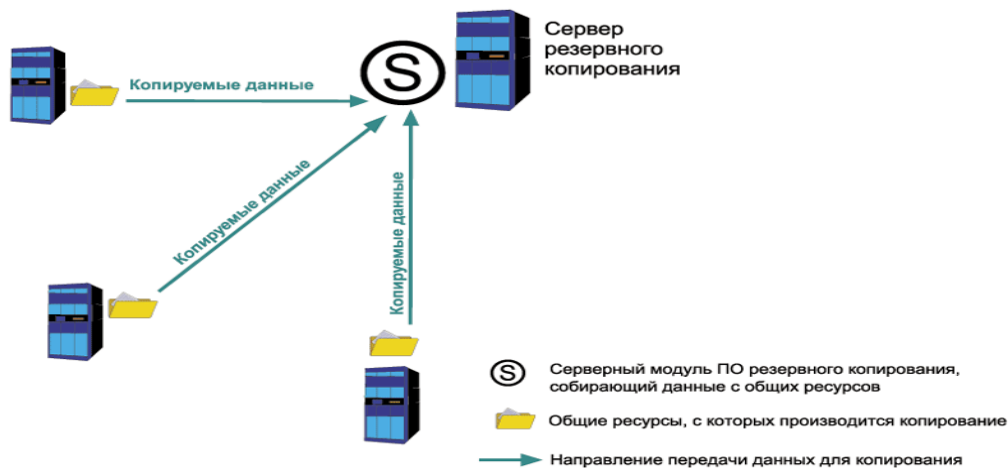 Сервер
резервного
копирования
S
Копируемые данные
Копируемые данные
Копируемые данные
S
Серверный модуль ПО резервного копирования,
собирающий данные с общих ресурсов
Общие ресурсы, с которых производится копирование
Направление передачи данных для копирования